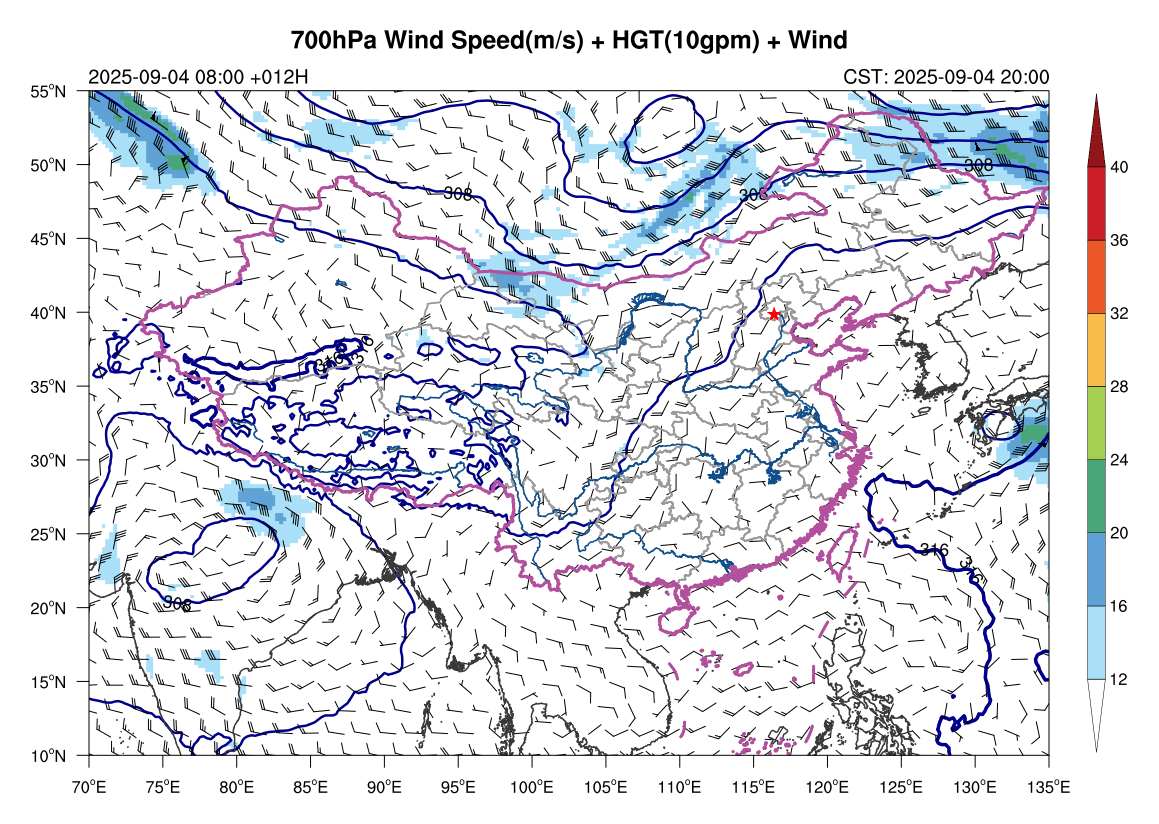 700hPa Wind Speed(m/s) + HGT(10gpm) + Wind
2025-09-04 08:00 +012H
CST: 2025-09-04 20:00
55°N
50°N
45°N
40°N
35°N
30°N
25°N
20°N
15°N
10°N
70°E
75°E
80°E
85°E
90°E
95°E
100°E
105°E
110°E
115°E
120°E
125°E
130°E
135°E
40
36
32
28
24
20
16
12
308
308
308
316
308